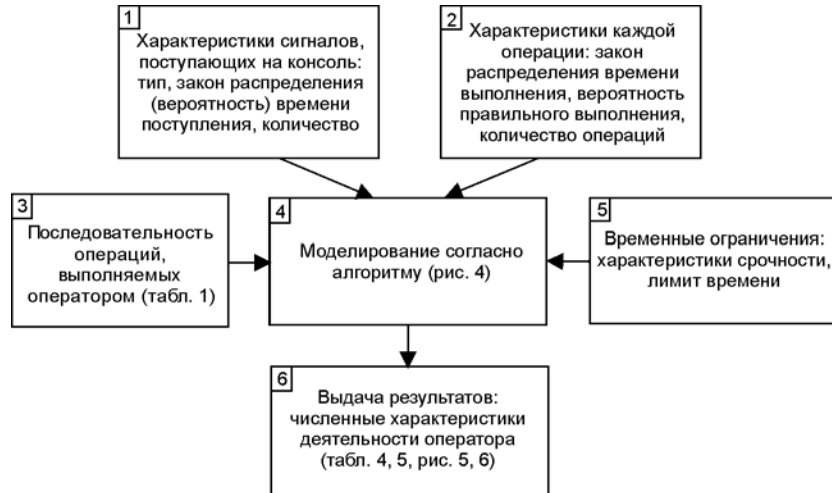 1
Характеристики сигналов,
поступающих на консоль:
тип, закон распределения
(вероятность) времени
поступления, количество
2
Характеристики каждой
операции: закон
распределения времени
выполнения, вероятность
правильного выполнения,
количество операций
3
Последовательность
операций,
выполняемых
оператором (табл. 1)
4
Моделирование согласно
алгоритму (рис. 4)
5
Временные ограничения:
характеристики срочности,
лимит времени
6
Выдача результатов:
численные характеристики
деятельности оператора
(табл. 4, 5, рис. 5, 6)